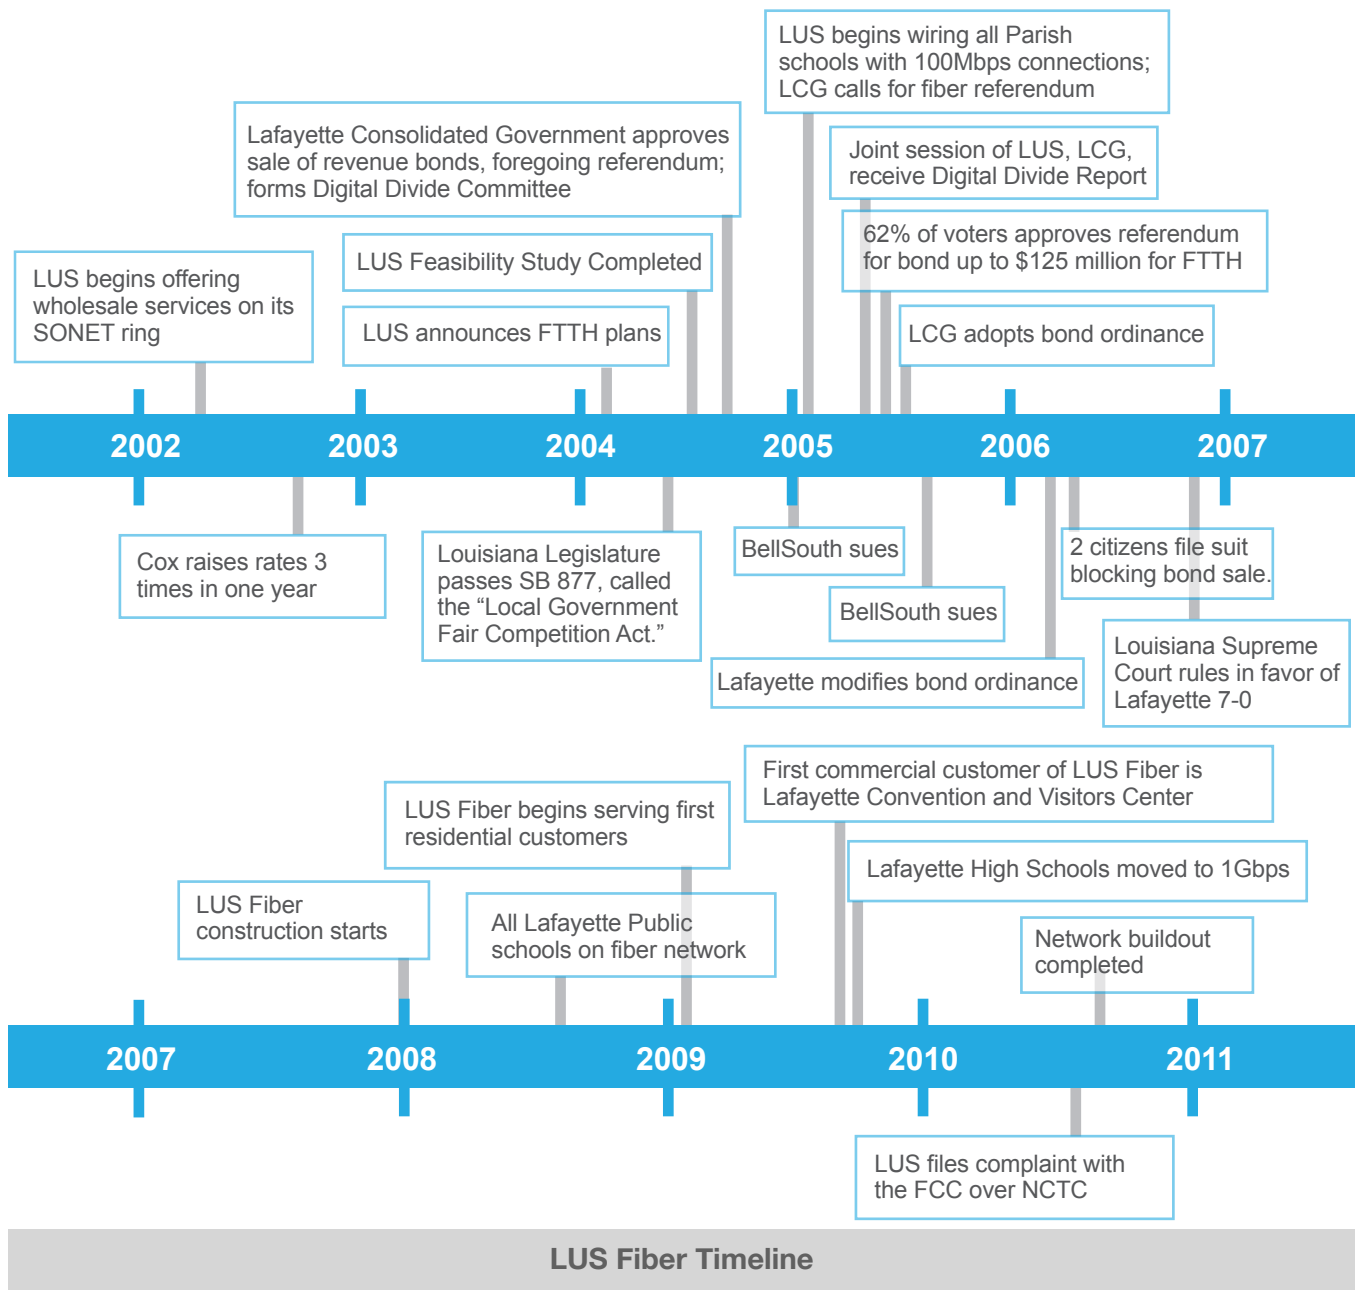 LUS begins wiring all Parish
schools with 100Mbps connections;
LCG calls for fiber referendum
Lafayette Consolidated Government approves
sale of revenue bonds, foregoing referendum;
forms Digital Divide Committee
Joint session of LUS, LCG,
receive Digital Divide Report
62% of voters approves referendum
for bond up to $125 million for FTTH
LUS Feasibility Study Completed
LUS begins offering
wholesale services on its
SONET ring
LUS announces FTTH plans
LCG adopts bond ordinance
2002 2003 2004 2005 2006 2007
Cox raises rates 3
times in one year
Louisiana Legislature
passes SB 877, called
the “Local Government
Fair Competition Act.”
BellSouth sues
BellSouth sues
2 citizens file suit
blocking bond sale.
Lafayette modifies bond ordinance
Louisiana Supreme
Court rules in favor of
Lafayette 7-0
First commercial customer of LUS Fiber is
Lafayette Convention and Visitors Center
LUS Fiber begins serving first
residential customers
Lafayette High Schools moved to 1Gbps
LUS Fiber
construction starts
All Lafayette Public
schools on fiber network
Network buildout
completed
2007 2008 2009 2010 2011
LUS files complaint with
the FCC over NCTC
LUS Fiber Timeline